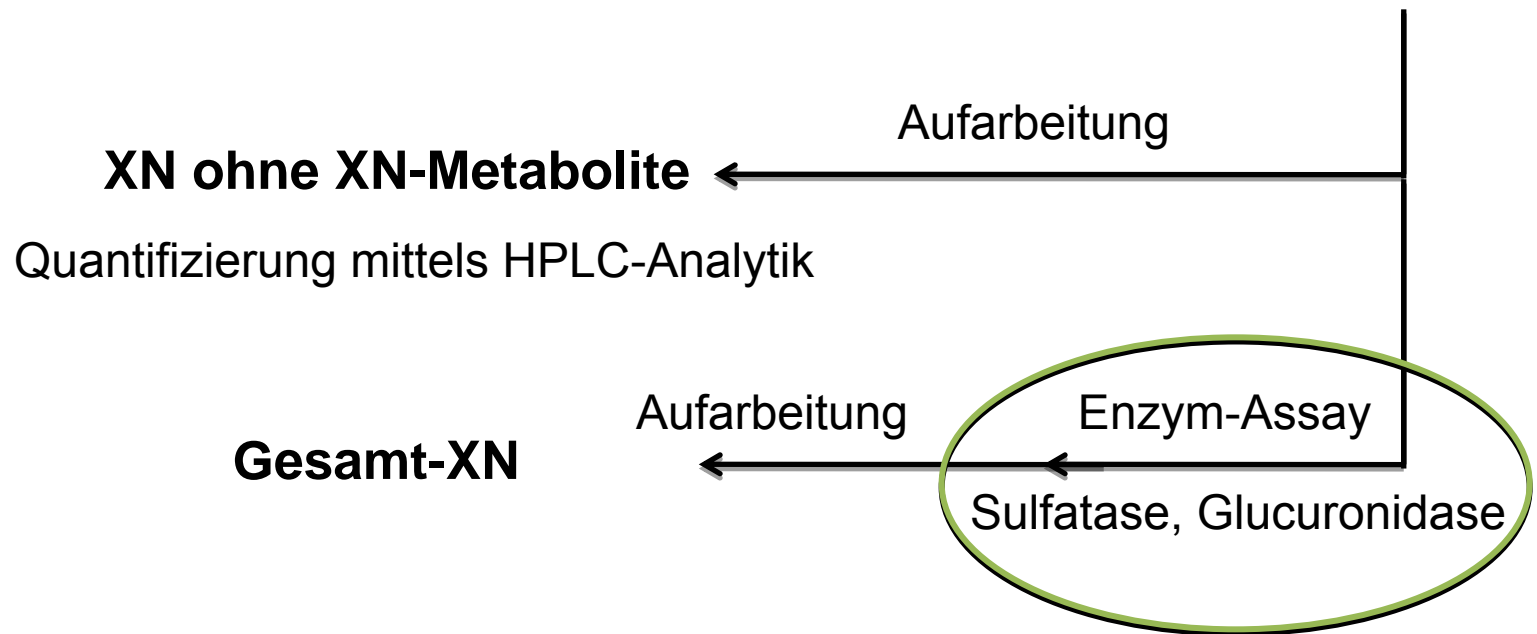 Aufarbeitung
XN ohne XN-Metabolite
Quantifizierung mittels HPLC-Analytik
Aufarbeitung
Enzym-Assay
Gesamt-XN
Sulfatase, Glucuronidase